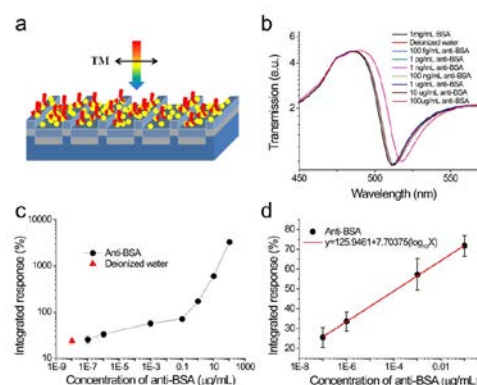 a
TM
b
Transmission (a.u.)
4
2
450
500
550
Wavelength (nm)
1mg/mL BSA
Deionized water
100 fg/mL anti-BSA
1 pg/mL anti-BSA
1 ng/mL anti-BSA
100 ng/mL anti-BSA
1 ug/mL anti-BSA
10 ug/mL anti-BSA
100ug/mL anti-BSA
c
Integrated response (%)
10000
1000
100
10
Anti-BSA
Deionized water
1E-9 1E-7 1E-5 1E-3 0.1 10 1000
Concentration of anti-BSA (µg/mL)
d
Integrated response (%)
80
70
60
50
40
30
20
Anti-BSA
y=125.9461+7.70375(log₁₀X)
1E-8 1E-6 1E-4 0.01 1
Concentration of anti-BSA (µg/mL)